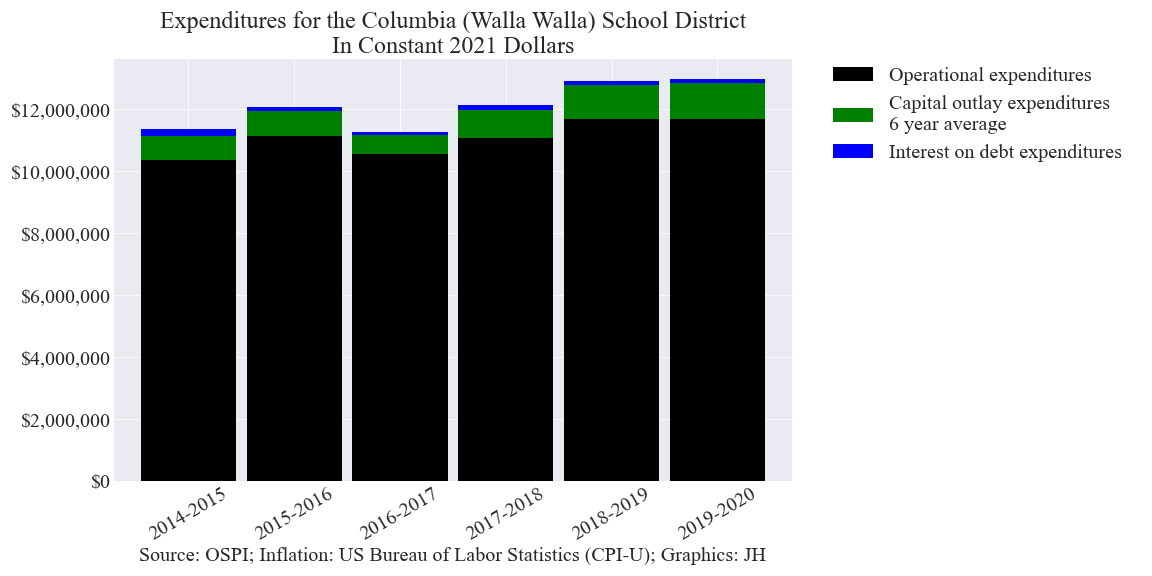 Expenditures for the Columbia (Walla Walla) School District
In Constant 2021 Dollars
Operational expenditures
Capital outlay expenditures
6 year average
Interest on debt expenditures
$12,000,000
$10,000,000
$8,000,000
$6,000,000
$4,000,000
$2,000,000
$0
2014-2015
2015-2016
2016-2017
2017-2018
2018-2019
2019-2020
Source: OSPI; Inflation: US Bureau of Labor Statistics (CPI-U); Graphics: JH